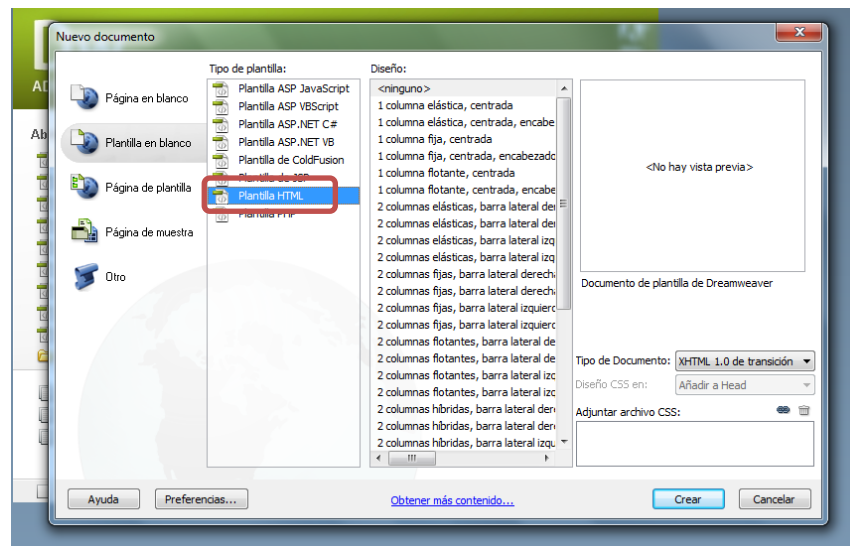 Nuevo documento
AD
Ab
Página en blanco
Plantilla en blanco
Página de plantilla
Página de muestra
Otro
Tipo de plantilla:
Plantilla ASP JavaScript
Plantilla ASP VBScript
Plantilla ASP.NET C#
Plantilla ASP.NET VB
Plantilla de ColdFusion
Plantilla de JSP
Plantilla HTML
Plantilla PHP
Diseño:
<ninguno>
1 columna elástica, centrada
1 columna elástica, centrada, encabe
1 columna fija, centrada
1 columna fija, centrada, encabezado
1 columna flotante, centrada
1 columna flotante, centrada, encabe
2 columnas elásticas, barra lateral der
2 columnas elásticas, barra lateral der
2 columnas elásticas, barra lateral izq
2 columnas elásticas, barra lateral izq
2 columnas fijas, barra lateral derecha
2 columnas fijas, barra lateral derecha
2 columnas fijas, barra lateral izquierd
2 columnas fijas, barra lateral izquierd
2 columnas flotantes, barra lateral de
2 columnas flotantes, barra lateral de
2 columnas flotantes, barra lateral izq
2 columnas flotantes, barra lateral izq
2 columnas híbridas, barra lateral dere
2 columnas híbridas, barra lateral dere
2 columnas híbridas, barra lateral izqu
<No hay vista previa>
Documento de plantilla de Dreamweaver
Tipo de Documento: XHTML 1.0 de transición
Diseño CSS en: Añadir a Head
Adjuntar archivo CSS:
Ayuda
Preferencias...
Obtener más contenido...
Crear
Cancelar